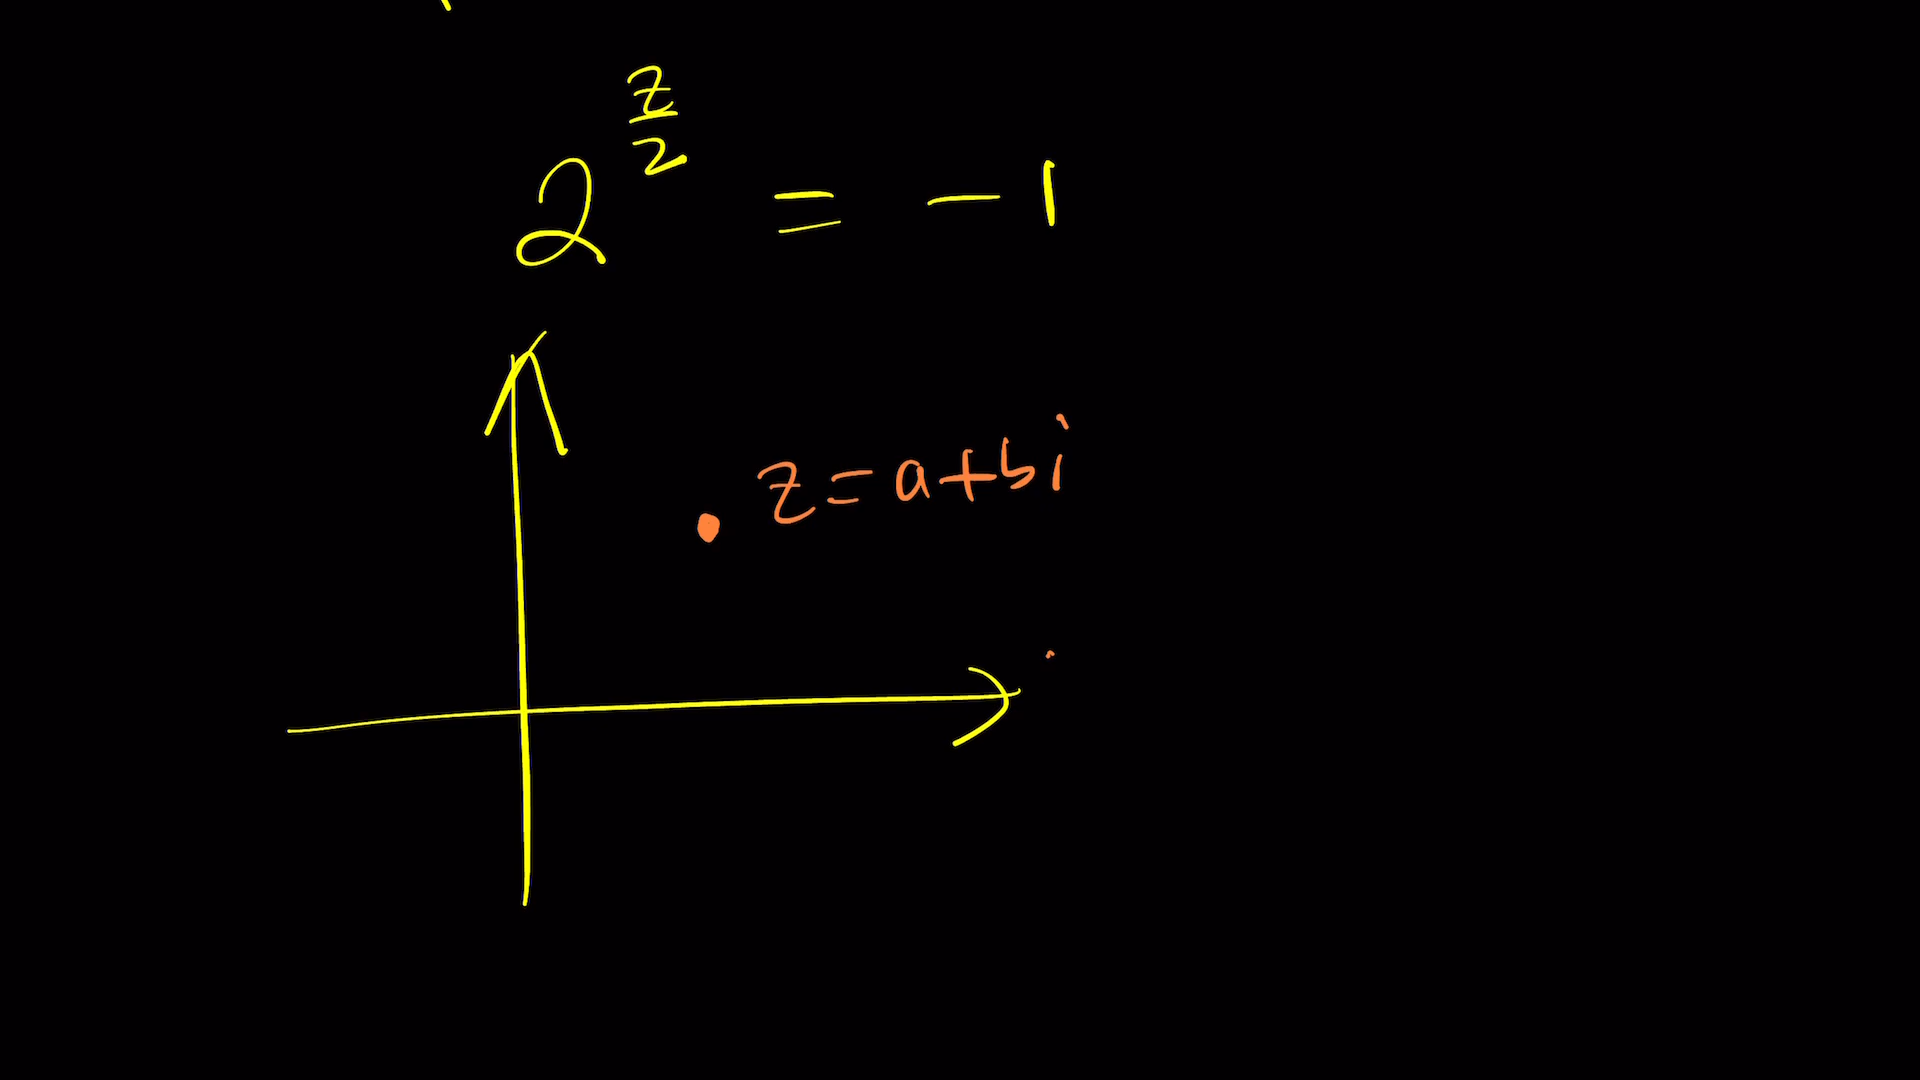 2^{z/2} = -1
z=a+bi